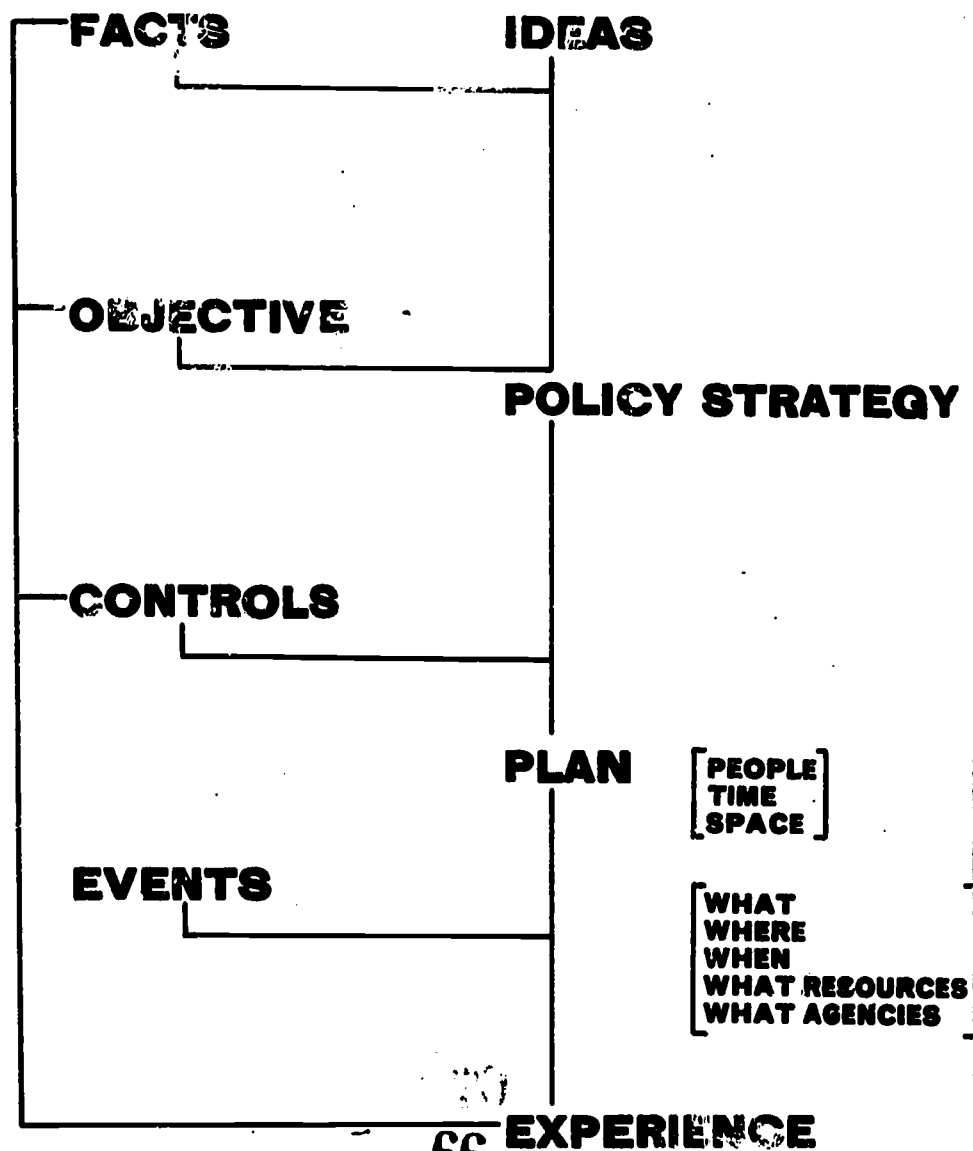 FACTS IDEAS
OBJECTIVE
POLICY STRATEGY
CONTROLS
PLAN
PEOPLE
TIME
SPACE
EVENTS
WHAT
WHERE
WHEN
WHAT RESOURCES
WHAT AGENCIES
EXPERIENCE